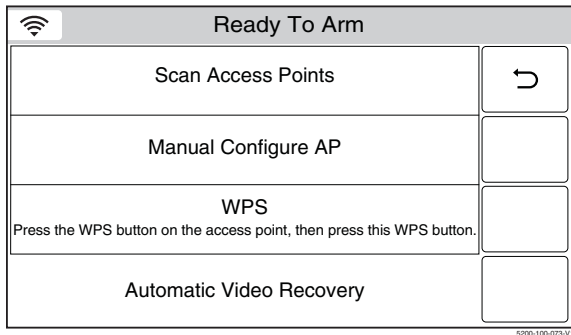 Ready To Arm
Scan Access Points
Manual Configure AP
WPS
Press the WPS button on the access point, then press this WPS button.
Automatic Video Recovery
5200-100-073-V